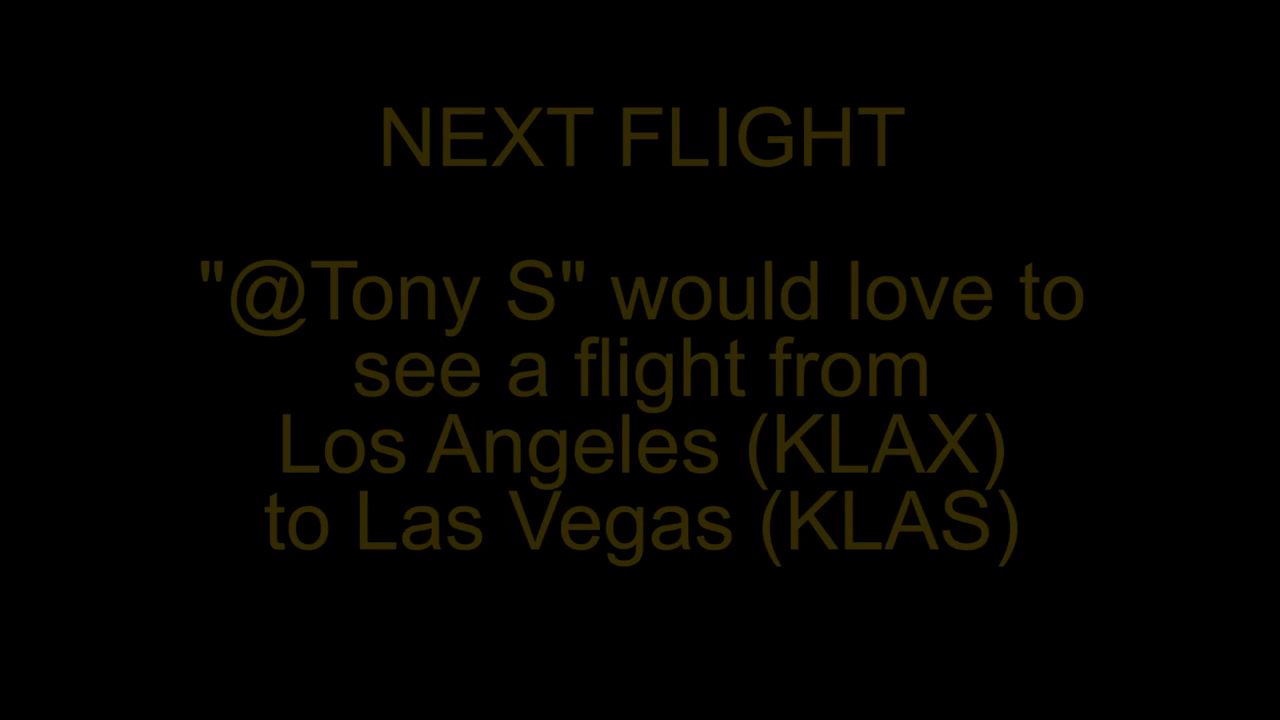 NEXT FLIGHT
"@Tony S" would love to
see a flight from
Los Angeles (KLAX)
to Las Vegas (KLAS)